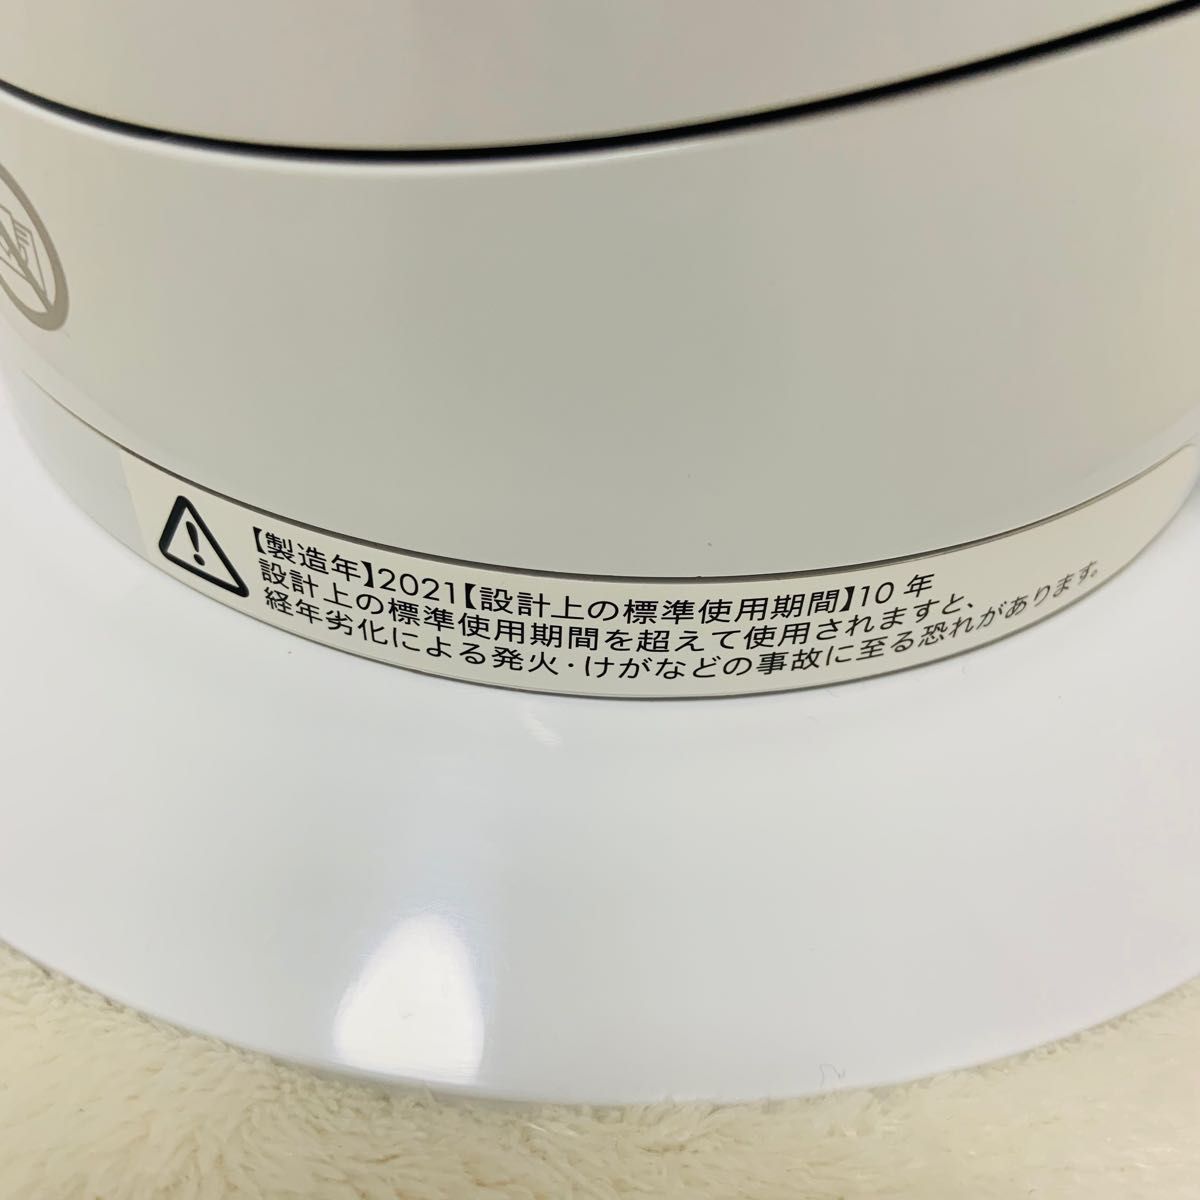 【製造年】2021【設計上の標準使用期間】10 年
設計上の標準使用期間を超えて使用されますと、
経年劣化による発火・けがなどの事故に至る恐れがあります。